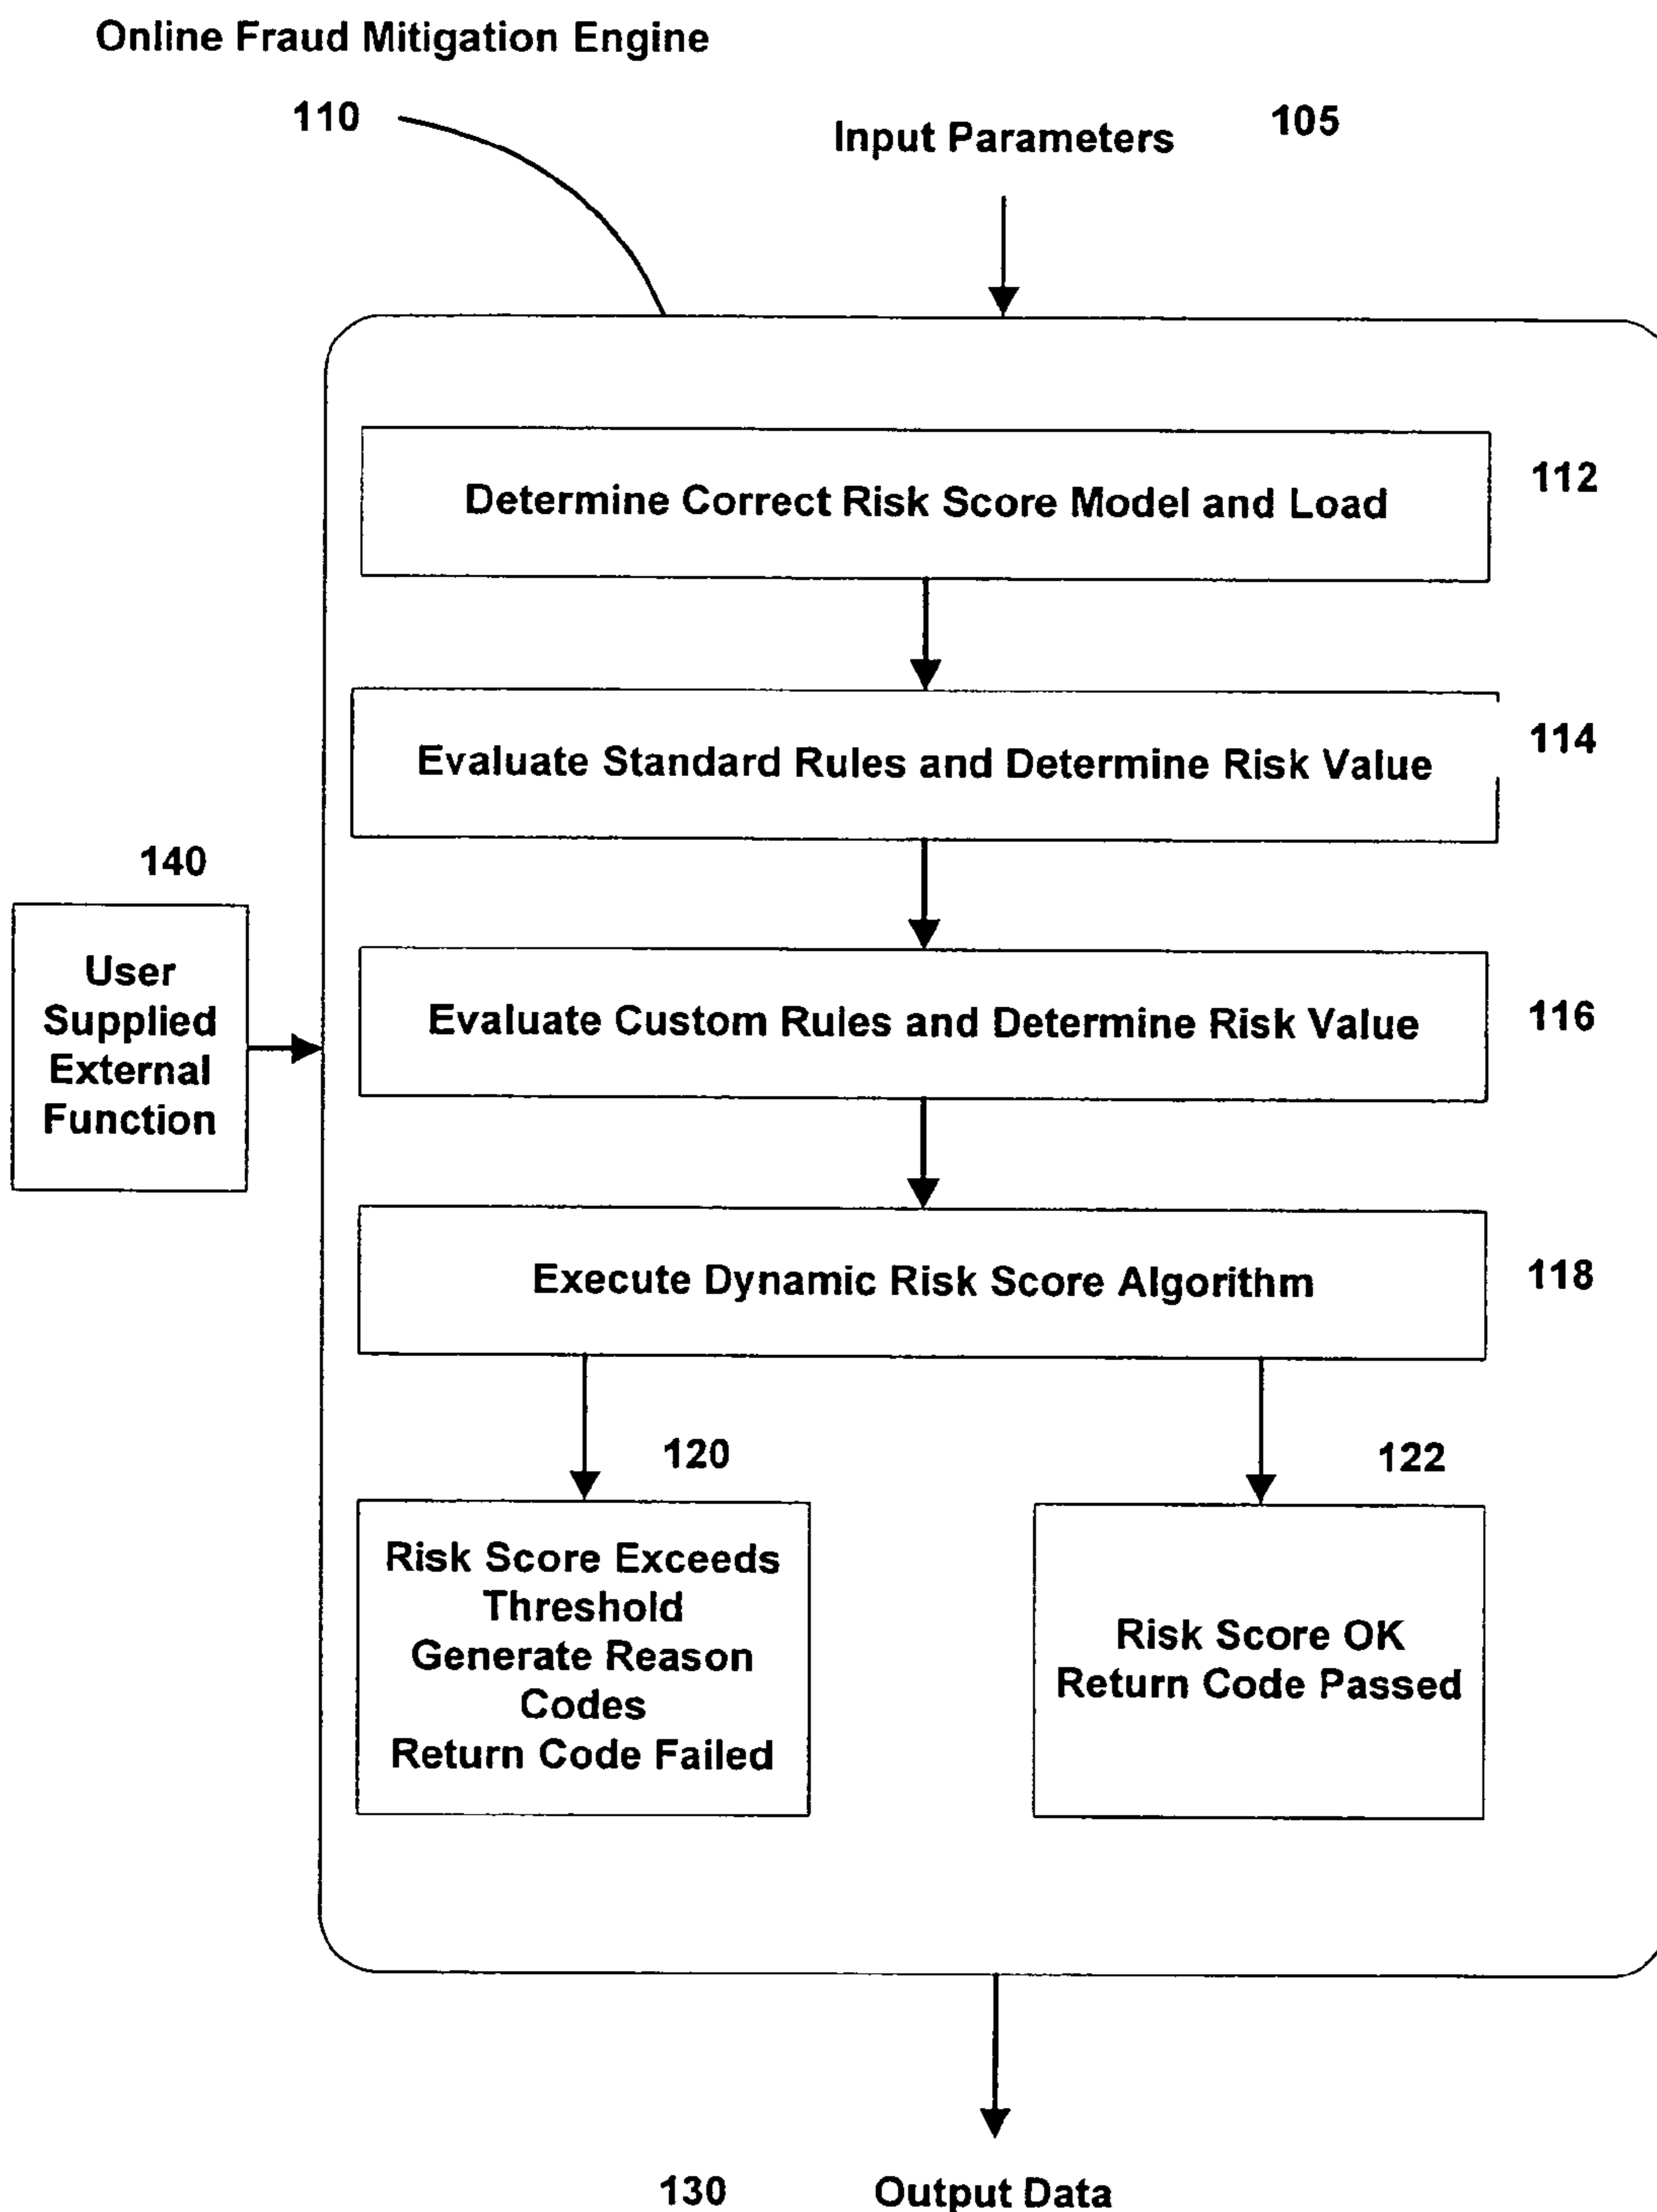 Online Fraud Mitigation Engine
110
Input Parameters
105
Determine Correct Risk Score Model and Load
112
Evaluate Standard Rules and Determine Risk Value
114
140
User
Supplied
External
Function
Evaluate Custom Rules and Determine Risk Value
116
Execute Dynamic Risk Score Algorithm
118
120
Risk Score Exceeds
Threshold
Generate Reason
Codes
Return Code Failed
122
Risk Score OK
Return Code Passed
130
Output Data